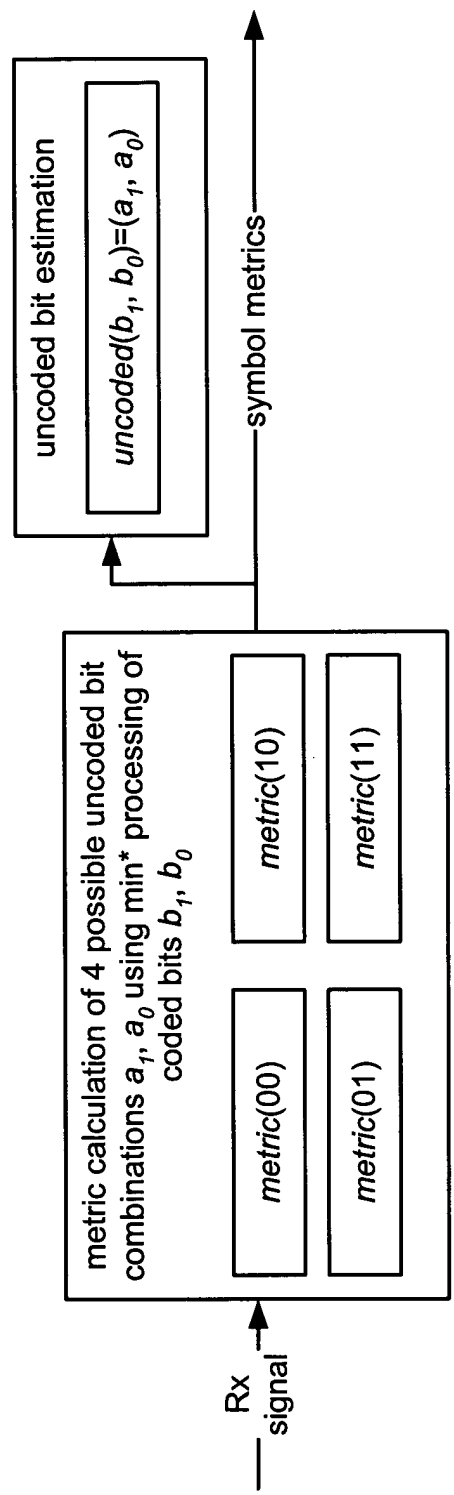 Rx
signal
metric calculation of 4 possible uncoded bit
combinations a₁, a₀ using min* processing of
coded bits b₁, b₀
metric(00)
metric(10)
metric(01)
metric(11)
uncoded bit estimation
uncoded(b₁, b₀)=(a₁, a₀)
symbol metrics